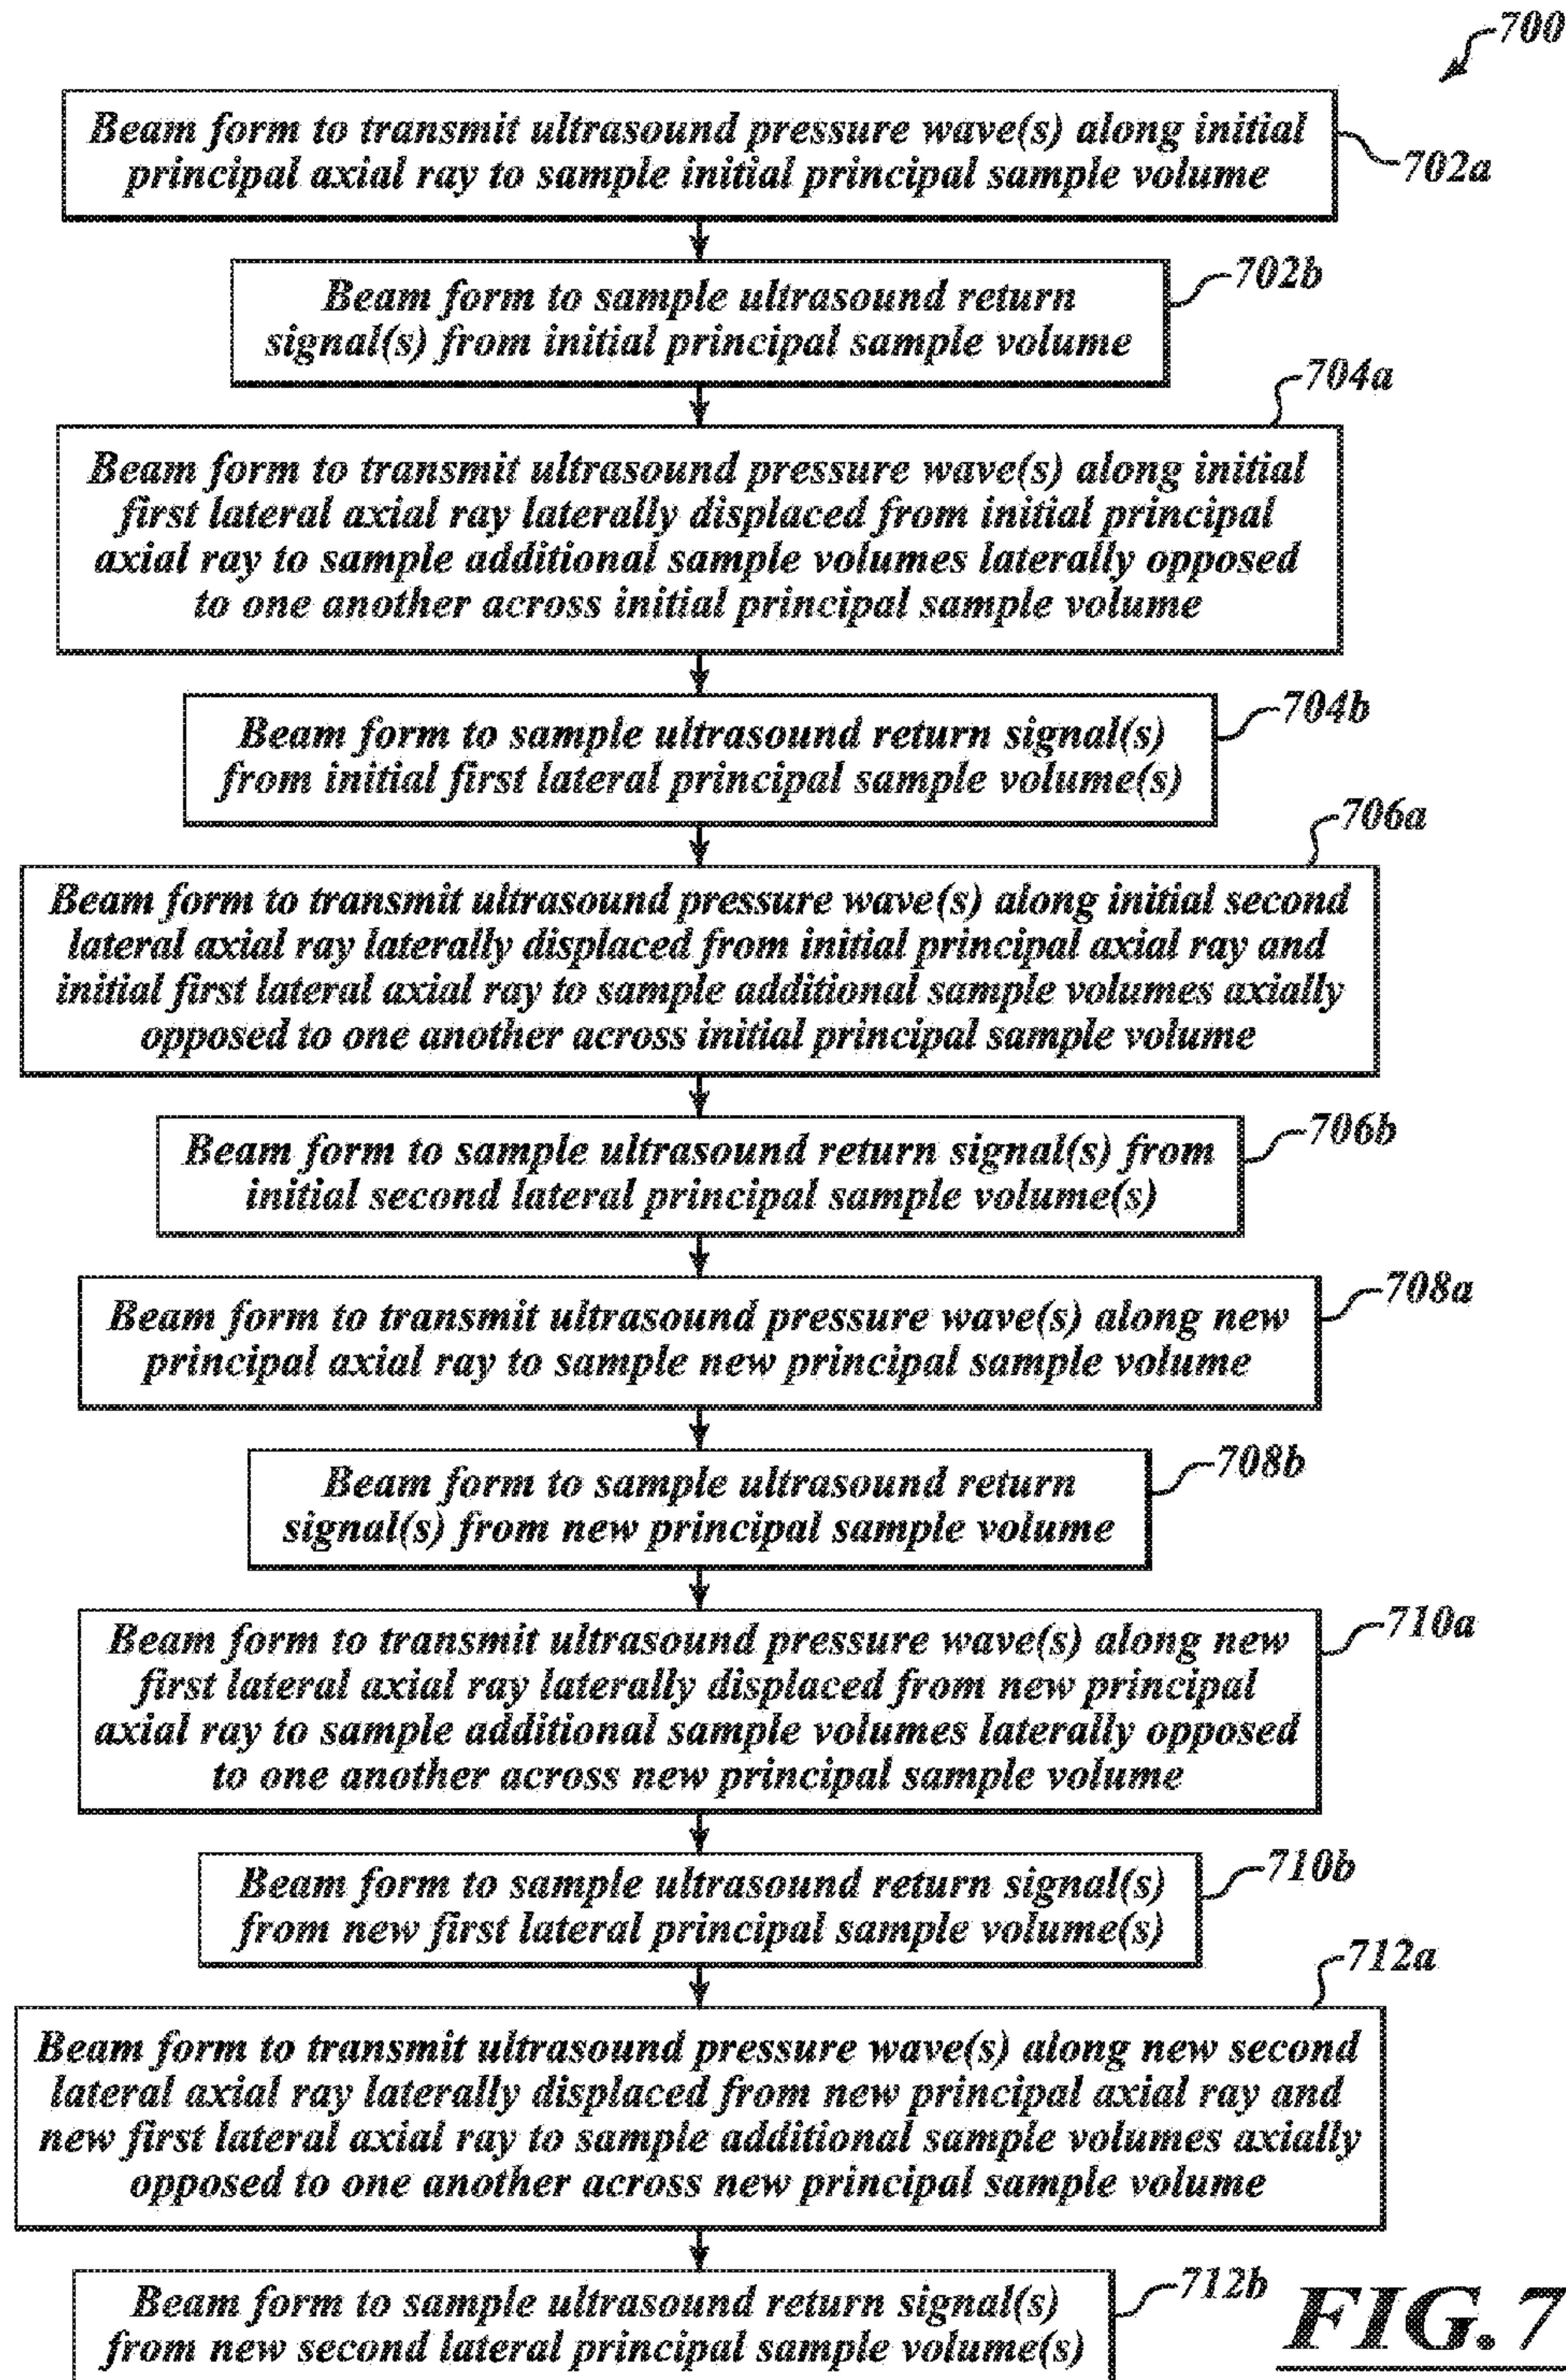 700
Beam form to transmit ultrasound pressure wave(s) along initial
principal axial ray to sample initial principal sample volume
702a
Beam form to sample ultrasound return
signal(s) from initial principal sample volume
702b
704a
Beam form to transmit ultrasound pressure wave(s) along initial
first lateral axial ray laterally displaced from initial principal
axial ray to sample additional sample volumes laterally opposed
to one another across initial principal sample volume
Beam form to sample ultrasound return signal(s)
from initial first lateral principal sample volume(s)
704b
706a
Beam form to transmit ultrasound pressure wave(s) along initial second
lateral axial ray laterally displaced from initial principal axial ray and
initial first lateral axial ray to sample additional sample volumes axially
opposed to one another across initial principal sample volume
Beam form to sample ultrasound return signal(s) from
initial second lateral principal sample volume(s)
706b
Beam form to transmit ultrasound pressure wave(s) along new
principal axial ray to sample new principal sample volume
708a
Beam form to sample ultrasound return
signal(s) from new principal sample volume
708b
Beam form to transmit ultrasound pressure wave(s) along new
first lateral axial ray laterally displaced from new principal
axial ray to sample additional sample volumes laterally opposed
to one another across new principal sample volume
710a
Beam form to sample ultrasound return signal(s)
from new first lateral principal sample volume(s)
710b
712a
Beam form to transmit ultrasound pressure wave(s) along new second
lateral axial ray laterally displaced from new principal axial ray and
new first lateral axial ray to sample additional sample volumes axially
opposed to one another across new principal sample volume
Beam form to sample ultrasound return signal(s)
from new second lateral principal sample volume(s)
712b
FIG. 7